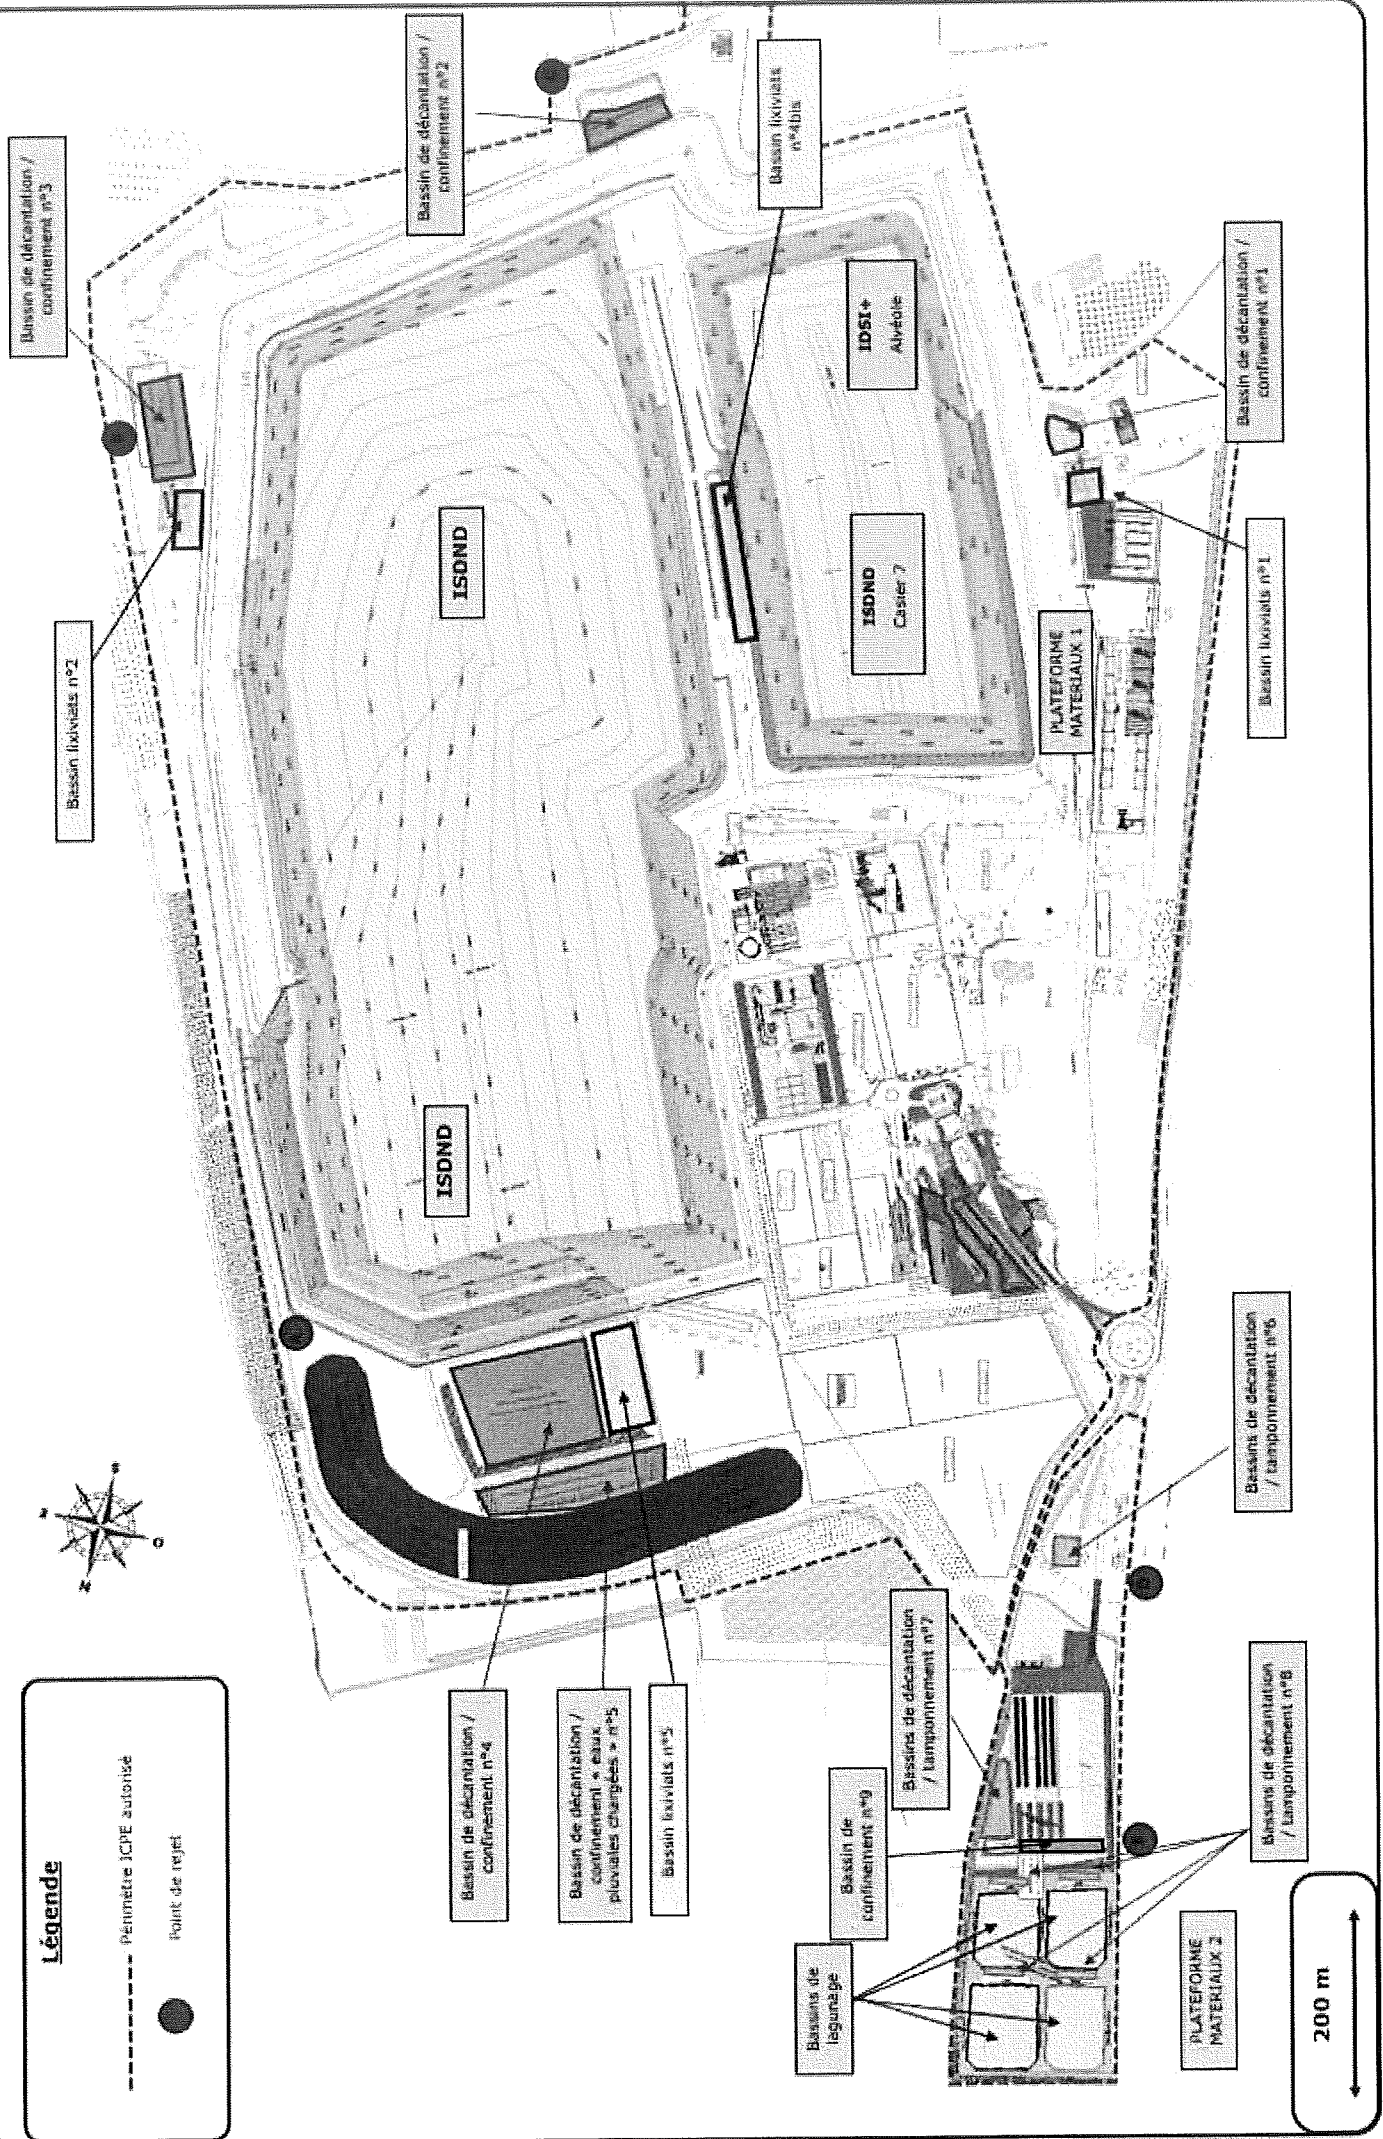 Légende
Périmètre ICPE autorisé
Point de rejet
Bassin de décantation /
confinement n°3
Bassin de décantation /
confinement n°2
Bassin lixiviats
n°4bis
Bassin lixiviats n°2
ISDND
ISDND
IDSI+
Alvéole
ISDND
Casier 7
Bassin de décantation /
confinement n°1
Bassin lixiviats n°1
PLATEFORME
MATERIAUX 1
Bassin de décantation /
confinement n°4
Bassin de décantation /
confinement « eaux
pluviales chargées » n°5
Bassin lixiviats n°5
Bassins de décantation
/ tamponnement n°6
Bassins de décantation
/ tamponnement n°7
Bassin de
confinement n°9
Bassins de
lagunage
Bassins de décantation
/ tamponnement n°8
PLATEFORME
MATERIAUX 2
200 m
N
S
O